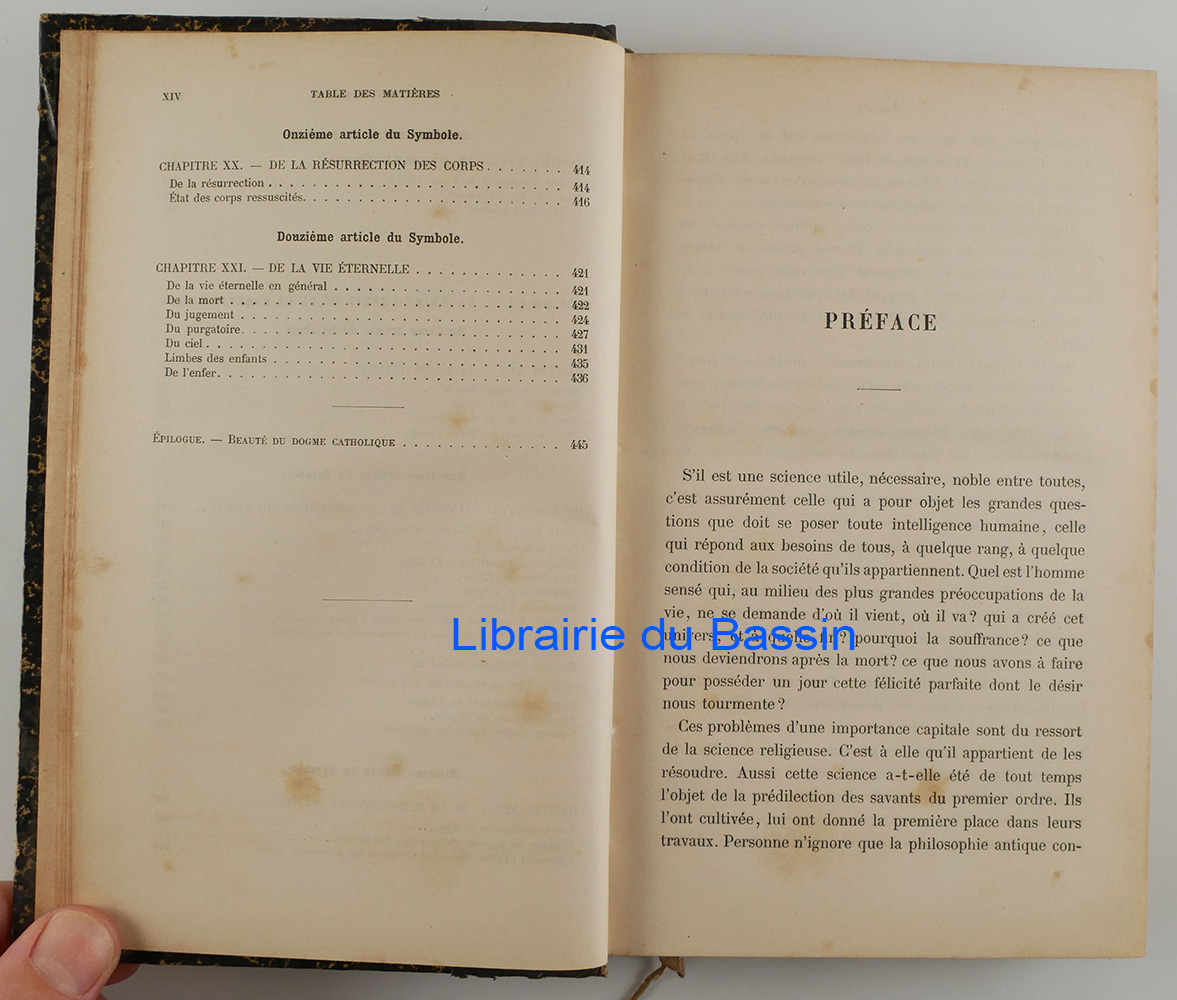 XIV TABLE DES MATIÈRES
Onzième article du Symbole.
CHAPITRE XX. — DE LA RÉSURRECTION DES CORPS . . . . . . . 414
De la résurrection . . . . . . . . . . . . . . . . . . . . . . . 414
État des corps ressuscités. . . . . . . . . . . . . . . . . . . . 416
Douzième article du Symbole.
CHAPITRE XXI. — DE LA VIE ÉTERNELLE . . . . . . . . . . . . . 421
De la vie éternelle en général . . . . . . . . . . . . . . . . . 421
De la mort . . . . . . . . . . . . . . . . . . . . . . . . . . 422
Du jugement . . . . . . . . . . . . . . . . . . . . . . . . . 424
Du purgatoire. . . . . . . . . . . . . . . . . . . . . . . . . 427
Du ciel . . . . . . . . . . . . . . . . . . . . . . . . . . . . 431
Limbes des enfants . . . . . . . . . . . . . . . . . . . . . . 435
De l'enfer. . . . . . . . . . . . . . . . . . . . . . . . . . . 436
ÉPILOGUE. — BEAUTÉ DU DOGME CATHOLIQUE . . . . . . . . . . . . . 445
PRÉFACE
S'il est une science utile, nécessaire, noble entre toutes,
c'est assurément celle qui a pour objet les grandes ques-
tions que doit se poser toute intelligence humaine, celle
qui répond aux besoins de tous, à quelque rang, à quelque
condition de la société qu'ils appartiennent. Quel est l'homme
sensé qui, au milieu des plus grandes préoccupations de la
vie, ne se demande d'où il vient, où il va? qui a créé cet
univers, et à quelle fin? pourquoi la souffrance? ce que
nous deviendrons après la mort? ce que nous avons à faire
pour posséder un jour cette félicité parfaite dont le désir
nous tourmente?
Ces problèmes d'une importance capitale sont du ressort
de la science religieuse. C'est à elle qu'il appartient de les
résoudre. Aussi cette science a-t-elle été de tout temps
l'objet de la prédilection des savants du premier ordre. Ils
l'ont cultivée, lui ont donné la première place dans leurs
travaux. Personne n'ignore que la philosophie antique con-
Librairie du Bassin